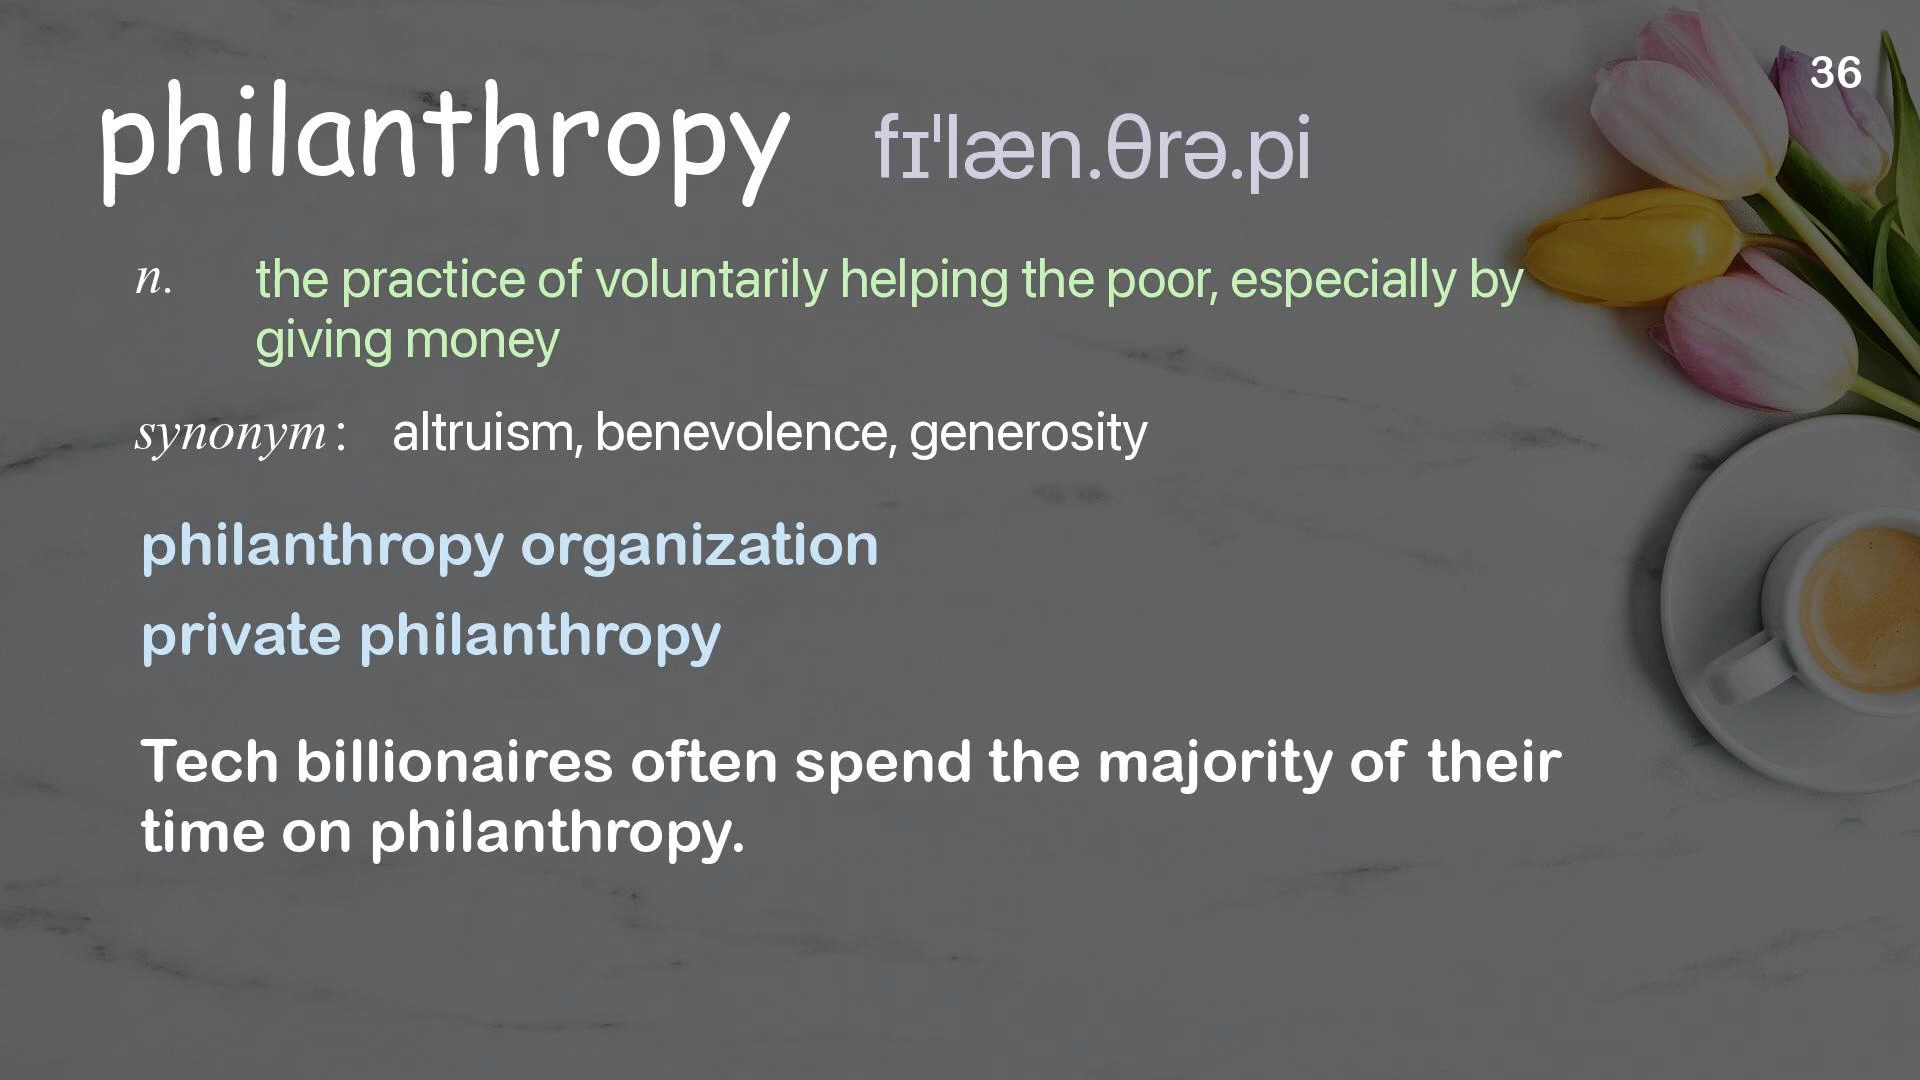 36
philanthropy fɪˈlæn.θrə.pi
n. the practice of voluntarily helping the poor, especially by
giving money
synonym: altruism, benevolence, generosity
philanthropy organization
private philanthropy
Tech billionaires often spend the majority of their
time on philanthropy.